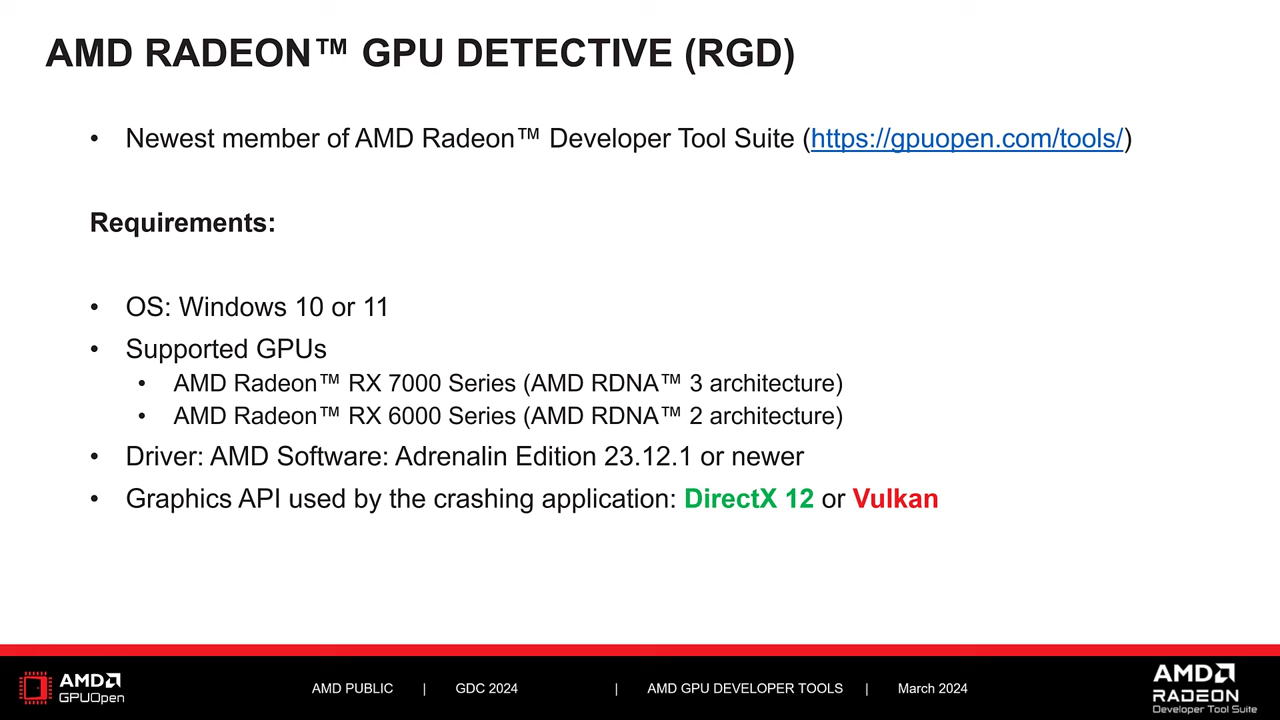 AMD RADEON™ GPU DETECTIVE (RGD)
• Newest member of AMD Radeon™ Developer Tool Suite (https://gpuopen.com/tools/)
Requirements:
• OS: Windows 10 or 11
• Supported GPUs
• AMD Radeon™ RX 7000 Series (AMD RDNA™ 3 architecture)
• AMD Radeon™ RX 6000 Series (AMD RDNA™ 2 architecture)
• Driver: AMD Software: Adrenalin Edition 23.12.1 or newer
• Graphics API used by the crashing application: DirectX 12 or Vulkan
AMD
GPUOpen
AMD PUBLIC | GDC 2024 | AMD GPU DEVELOPER TOOLS | March 2024
AMD
RADEON
Developer Tool Suite